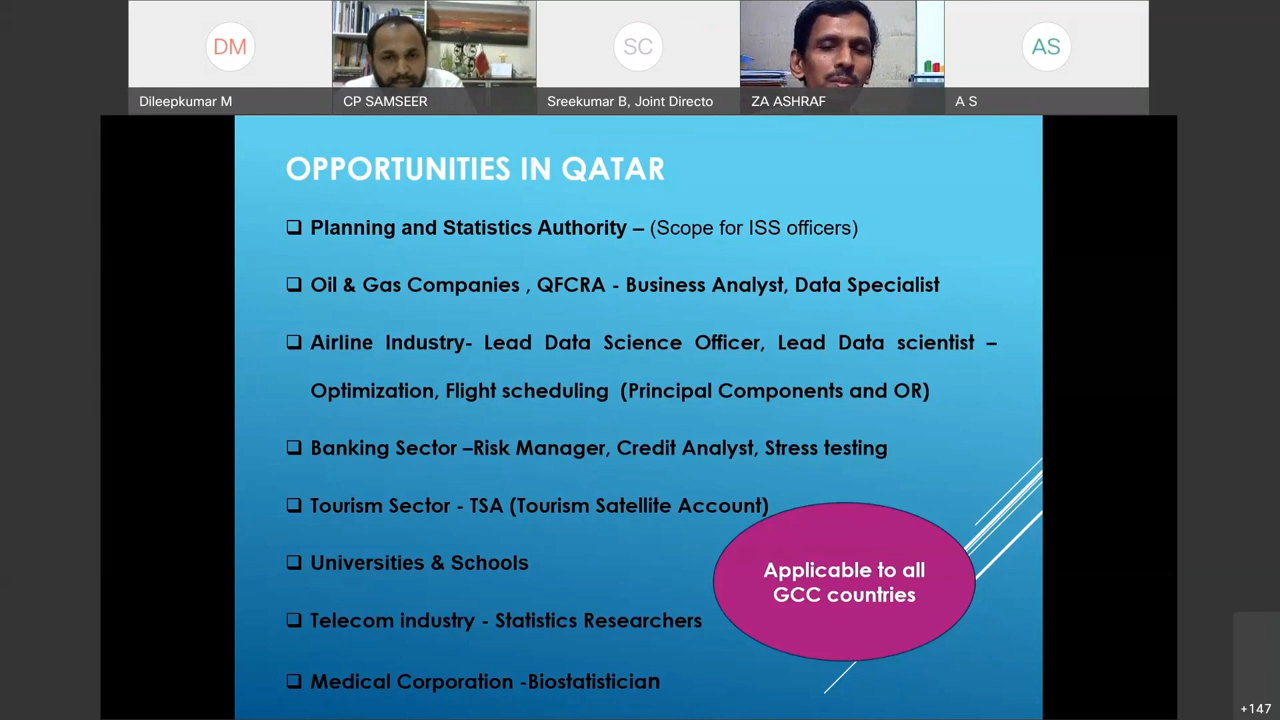 DM
SC
AS
Dileepkumar M
CP SAMSEER
Sreekumar B, Joint Directo
ZA ASHRAF
A S
OPPORTUNITIES IN QATAR
Planning and Statistics Authority – (Scope for ISS officers)
Oil & Gas Companies , QFCRA - Business Analyst, Data Specialist
Airline Industry- Lead Data Science Officer, Lead Data scientist –
Optimization, Flight scheduling (Principal Components and OR)
Banking Sector –Risk Manager, Credit Analyst, Stress testing
Tourism Sector - TSA (Tourism Satellite Account)
Universities & Schools
Applicable to all
GCC countries
Telecom industry - Statistics Researchers
Medical Corporation -Biostatistician
+147